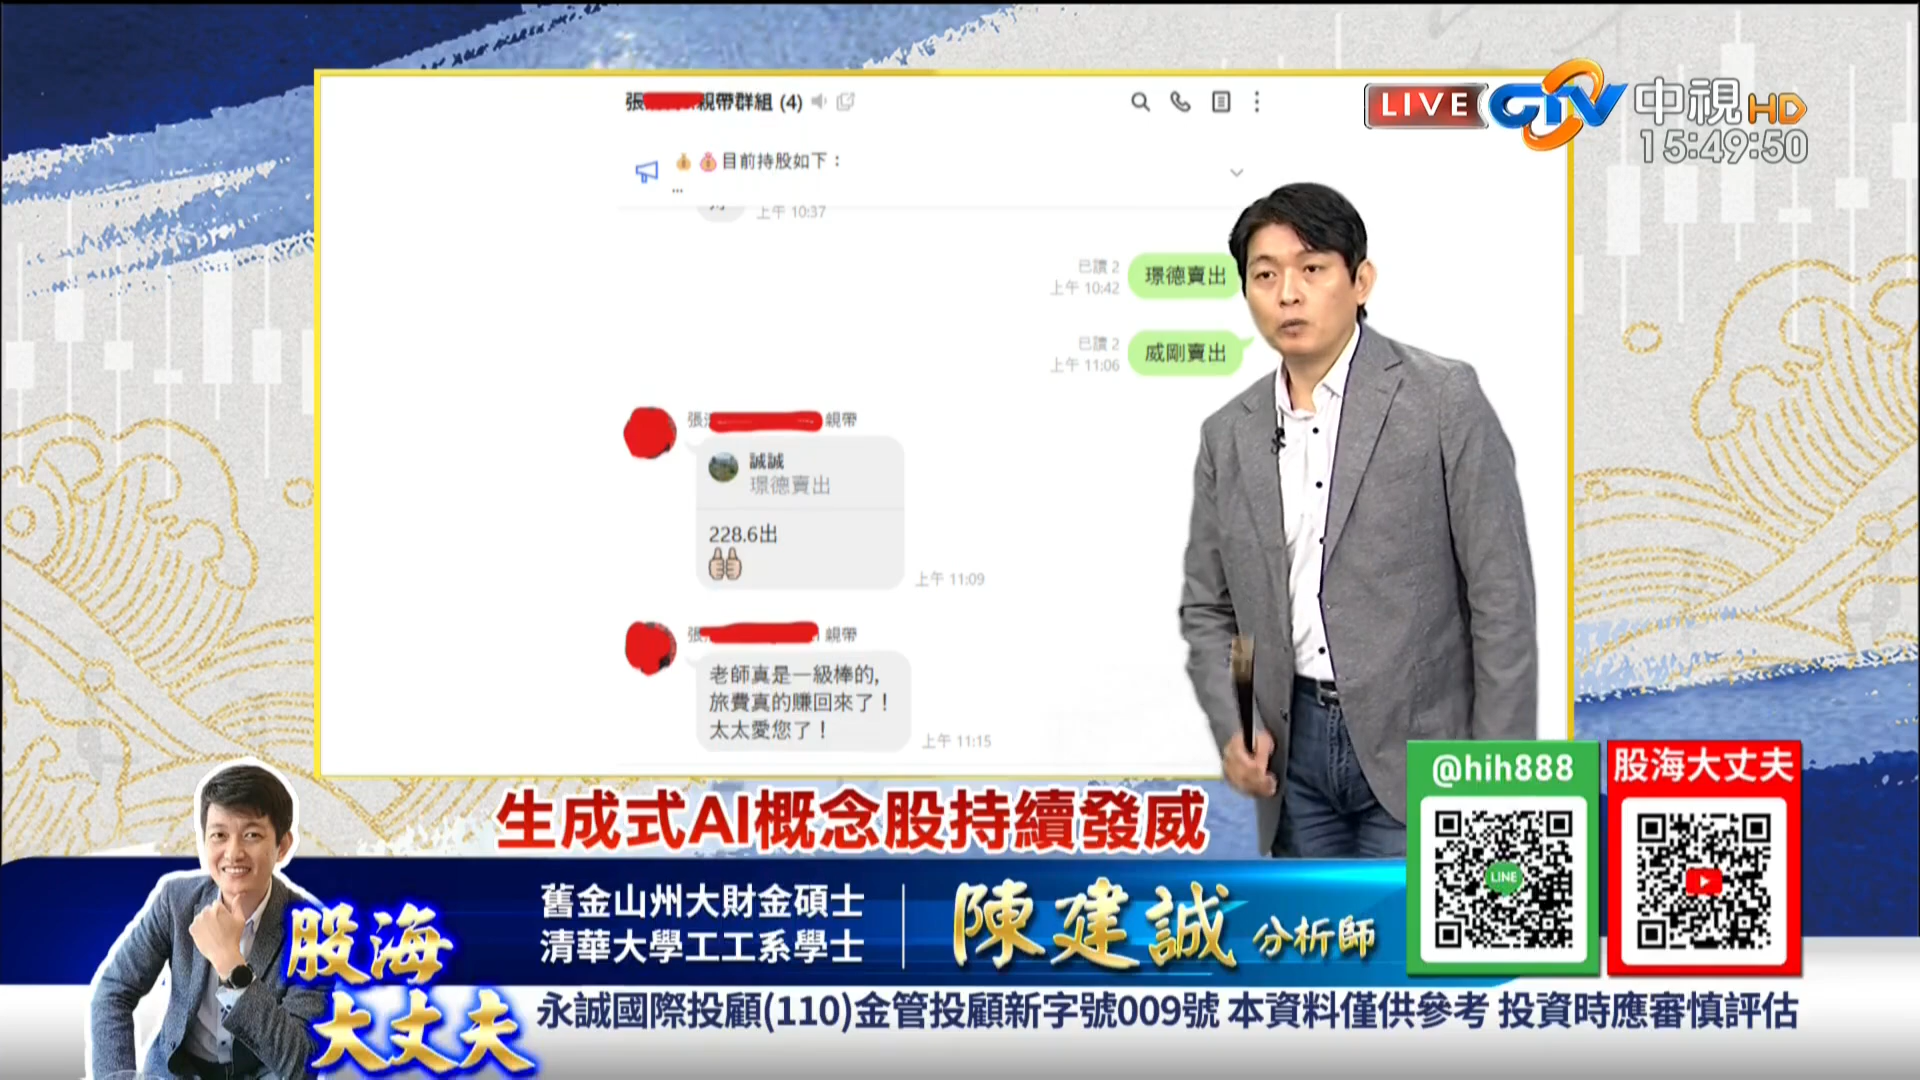 張 親帶群組 (4)
目前持股如下：
...
上午 10:37
已讀 2
上午 10:42
璟德賣出
已讀 2
上午 11:06
威剛賣出
張 親帶
誠誠
璟德賣出
228.6出
上午 11:09
張 親帶
老師真是一級棒的,
旅費真的賺回來了！
太太愛您了！
上午 11:15
LIVE
CTV 中視 HD
15:49:50
生成式AI概念股持續發威
舊金山州大財金碩士
清華大學工工系學士
陳建誠 分析師
股海
大丈夫
@hih888
LINE
股海大丈夫
永誠國際投顧(110)金管投顧新字號009號 本資料僅供參考 投資時應審慎評估